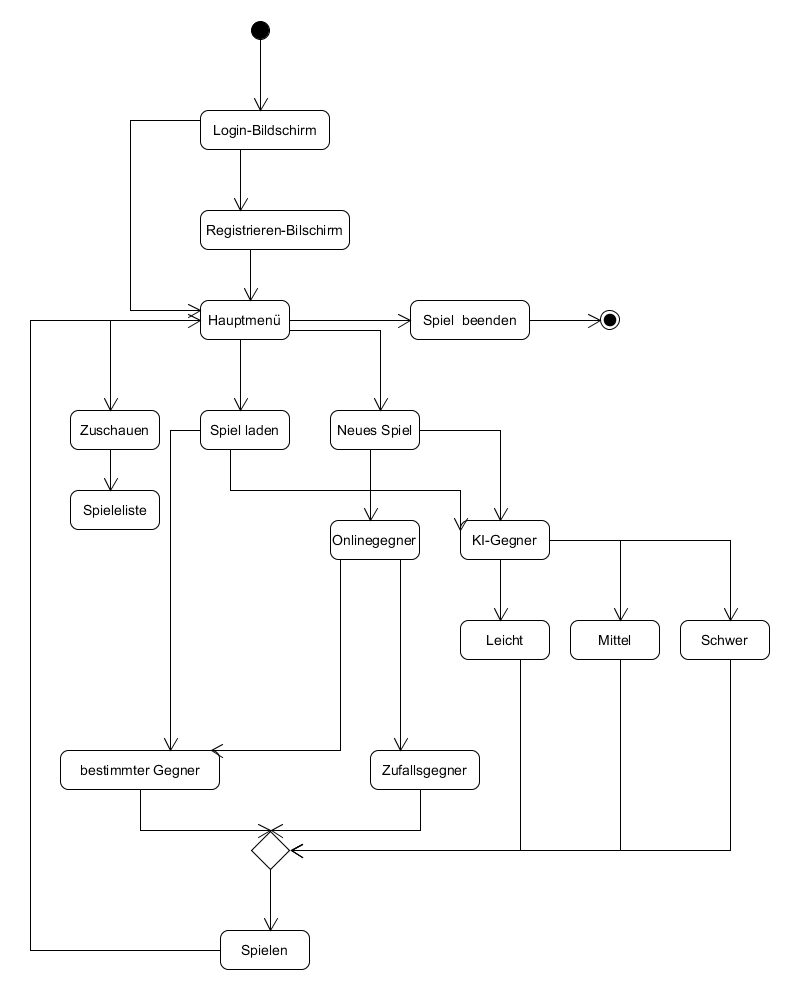 Login-Bildschirm
Registrieren-Bilschirm
Hauptmenü
Spiel beenden
Zuschauen
Spiel laden
Neues Spiel
Spieleliste
Onlinegegner
KI-Gegner
Leicht
Mittel
Schwer
bestimmter Gegner
Zufallsgegner
Spielen